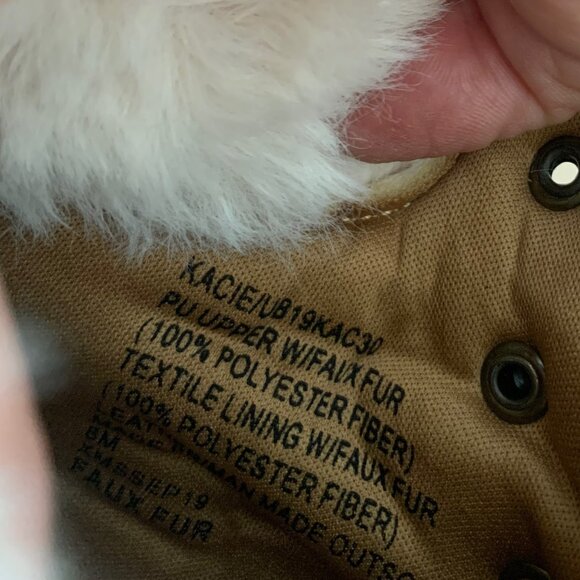 KACIE/UB19KAC30
PU UPPER W/FAUX FUR
(100% POLYESTER FIBER)
TEXTILE LINING W/FAUX FUR
(100% POLYESTER FIBER)
MAN MADE OUTSO
8M
XMSSEP19
FAUX FUR